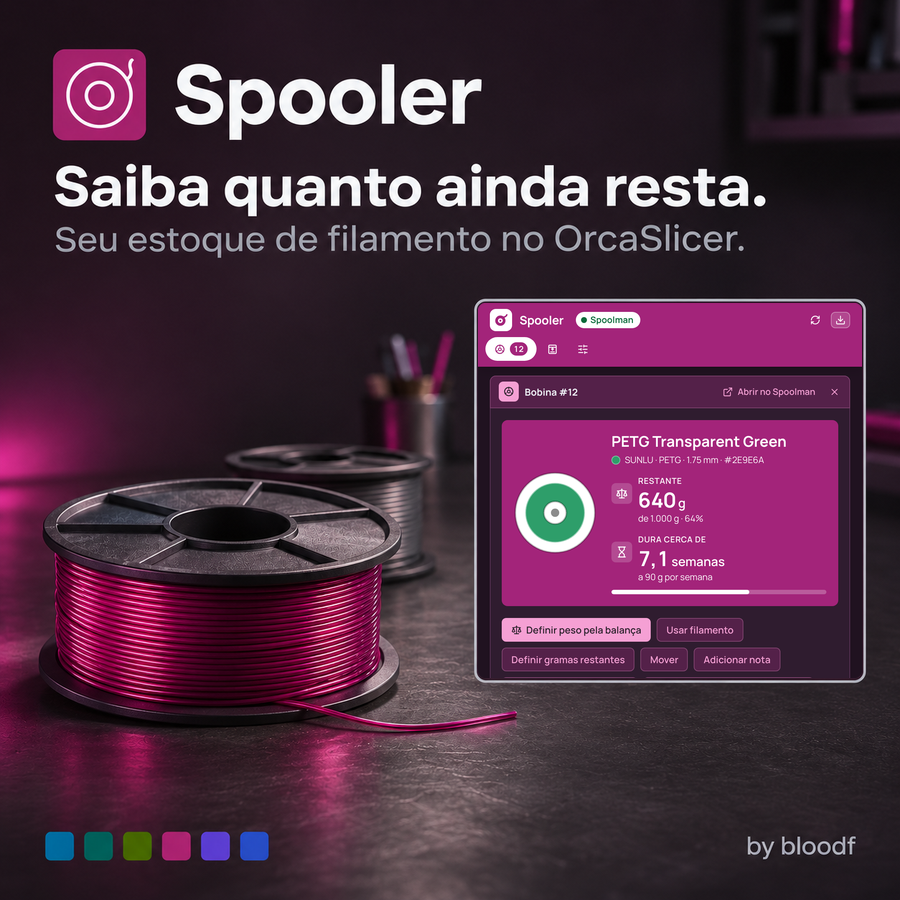 Spooler
Saiba quanto ainda resta.
Seu estoque de filamento no OrcaSlicer.
Spooler
Spoolman
12
Bobina #12
Abrir no Spoolman
PETG Transparent Green
SUNLU · PETG · 1.75 mm · #2E9E6A
RESTANTE
640 g
de 1.000 g · 64%
DURA CERCA DE
7,1 semanas
a 90 g por semana
Definir peso pela balança
Usar filamento
Definir gramas restantes
Mover
Adicionar nota
by bloodf